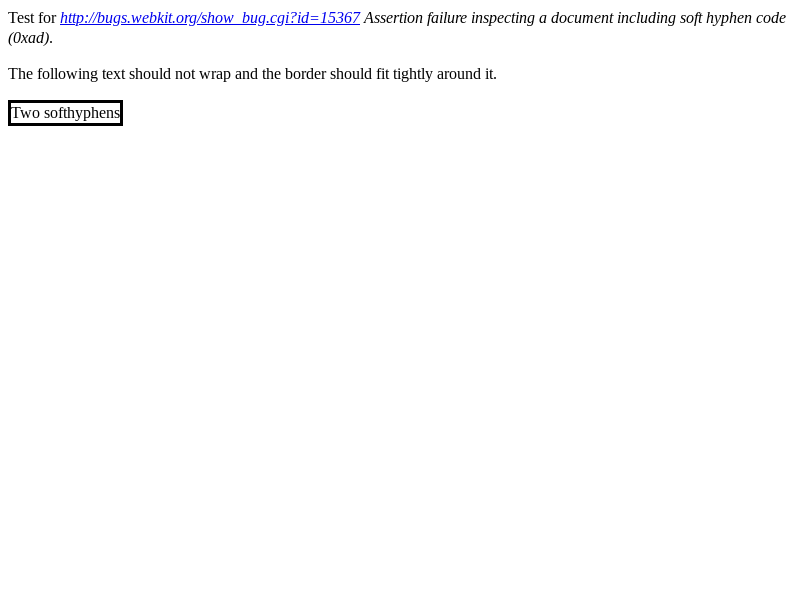 Test for http://bugs.webkit.org/show_bug.cgi?id=15367 Assertion failure inspecting a document including soft hyphen code
(0xad).
The following text should not wrap and the border should fit tightly around it.
Two softhyphens